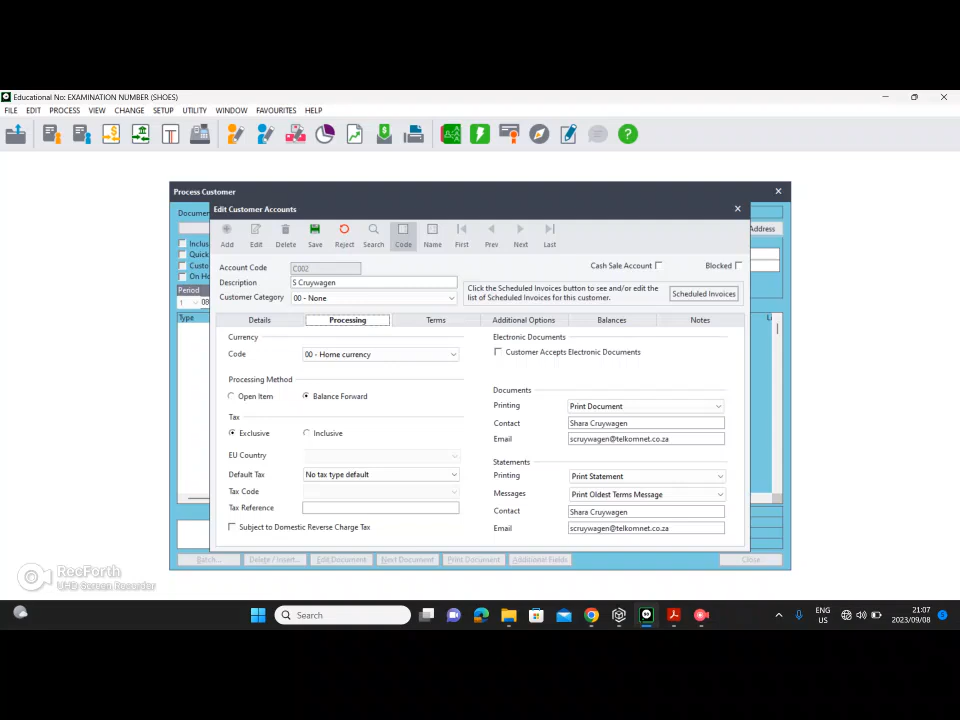 Educational No: EXAMINATION NUMBER (SHOES)
FILE EDIT PROCESS VIEW CHANGE SETUP UTILITY WINDOW FAVOURITES HELP
Process Customer
Edit Customer Accounts
Add Edit Delete Save Reject Search Code Name First Prev Next Last
Address
Quick
Period
Type
Account Code C002
Cash Sale Account Blocked
Description S Cruywagen
Customer Category 00 - None
Click the Scheduled Invoices button to see and/or edit the
list of Scheduled Invoices for this customer.
Scheduled Invoices
Details Processing Terms Additional Options Balances Notes
Currency
Code 00 - Home currency
Processing Method
Open Item Balance Forward
Tax
Exclusive Inclusive
EU Country
Default Tax No tax type default
Tax Code
Tax Reference
Subject to Domestic Reverse Charge Tax
Electronic Documents
Customer Accepts Electronic Documents
Documents
Printing Print Document
Contact Shara Cruywagen
Email scruywagen@telkomnet.co.za
Statements
Printing Print Statement
Messages Print Oldest Terms Message
Contact Shara Cruywagen
Email scruywagen@telkomnet.co.za
Batch... Delete / Insert... Edit Document Next Document Print Document Additional Fields Close
RecForth
UHD Screen Recorder
Search
ENG
US
21:07
2023/09/08